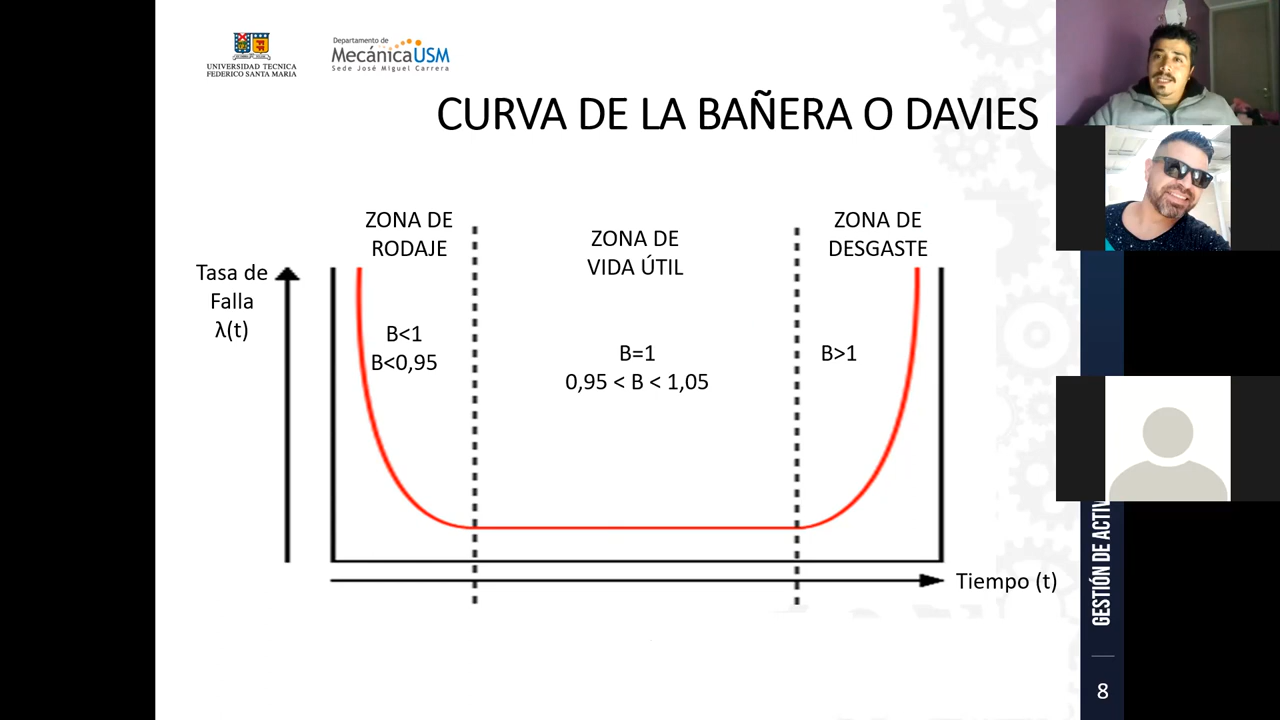 UNIVERSIDAD TECNICA
FEDERICO SANTA MARIA
Departamento de
MecánicaUSM
Sede José Miguel Carrera
CURVA DE LA BAÑERA O DAVIES
ZONA DE
RODAJE
ZONA DE
VIDA ÚTIL
ZONA DE
DESGASTE
Tasa de
Falla
λ(t)
B<1
B<0,95
B=1
0,95 < B < 1,05
B>1
Tiempo (t)
GESTIÓN DE ACTIV
8